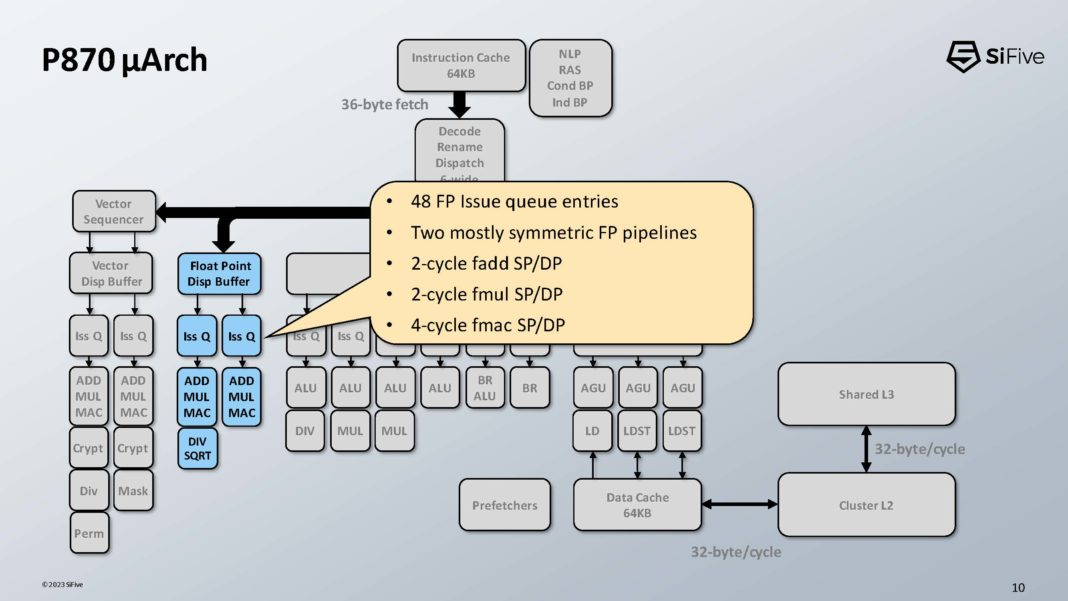 P870 μArch
SiFive
Instruction Cache
64KB
NLP
RAS
Cond BP
Ind BP
36-byte fetch
Decode
Rename
Dispatch
6-wide
Vector
Sequencer
• 48 FP Issue queue entries
• Two mostly symmetric FP pipelines
• 2-cycle fadd SP/DP
• 2-cycle fmul SP/DP
• 4-cycle fmac SP/DP
Vector
Disp Buffer
Float Point
Disp Buffer
Iss Q
Iss Q
Iss Q
Iss Q
Iss Q
Iss Q
ADD
MUL
MAC
ADD
MUL
MAC
ADD
MUL
MAC
ADD
MUL
MAC
ALU
ALU
ALU
ALU
BR
ALU
BR
AGU
AGU
AGU
Crypt
Crypt
DIV
SQRT
DIV
MUL
MUL
LD
LDST
LDST
Div
Mask
Perm
Prefetchers
Data Cache
64KB
Shared L3
32-byte/cycle
Cluster L2
32-byte/cycle
© 2023 SiFive
10